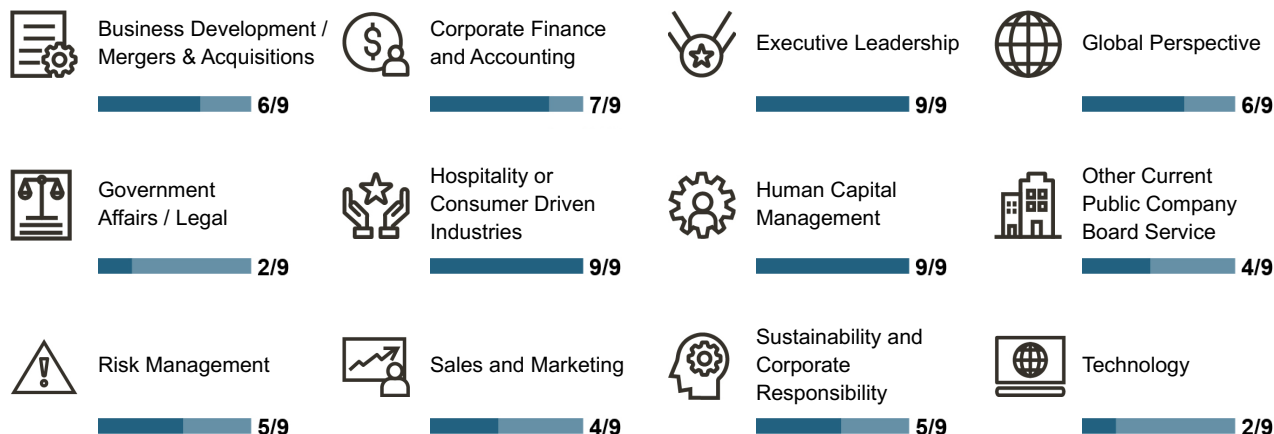 Business Development /
Mergers & Acquisitions
6/9
Corporate Finance
and Accounting
7/9
Executive Leadership
9/9
Global Perspective
6/9
Government
Affairs / Legal
2/9
Hospitality or
Consumer Driven
Industries
9/9
Human Capital
Management
9/9
Other Current
Public Company
Board Service
4/9
Risk Management
5/9
Sales and Marketing
4/9
Sustainability and
Corporate
Responsibility
5/9
Technology
2/9